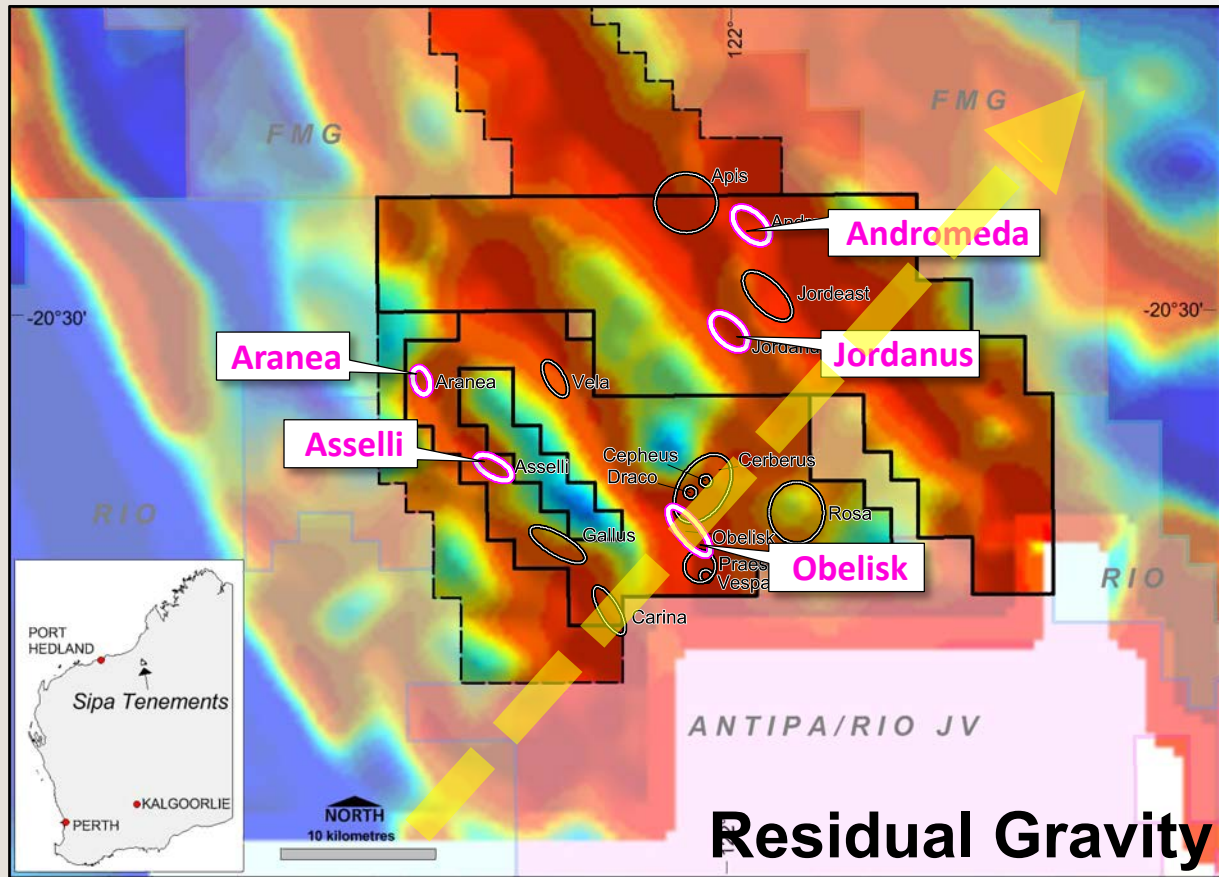 122°
FMG
FMG
Apis
Andromeda
-20°30'
Jordeast
-20°30'
Jordanus
Aranea
Aranea
Vela
Asselli
Asselli
Cepheus
Cerberus
Draco
RIO
Rosa
Gallus
Obelisk
Obelisk
Vespa
RIO
Carina
PORT
HEDLAND
Sipa Tenements
KALGOORLIE
PERTH
ANTIPA/RIO JV
NORTH
10 kilometres
Residual Gravity